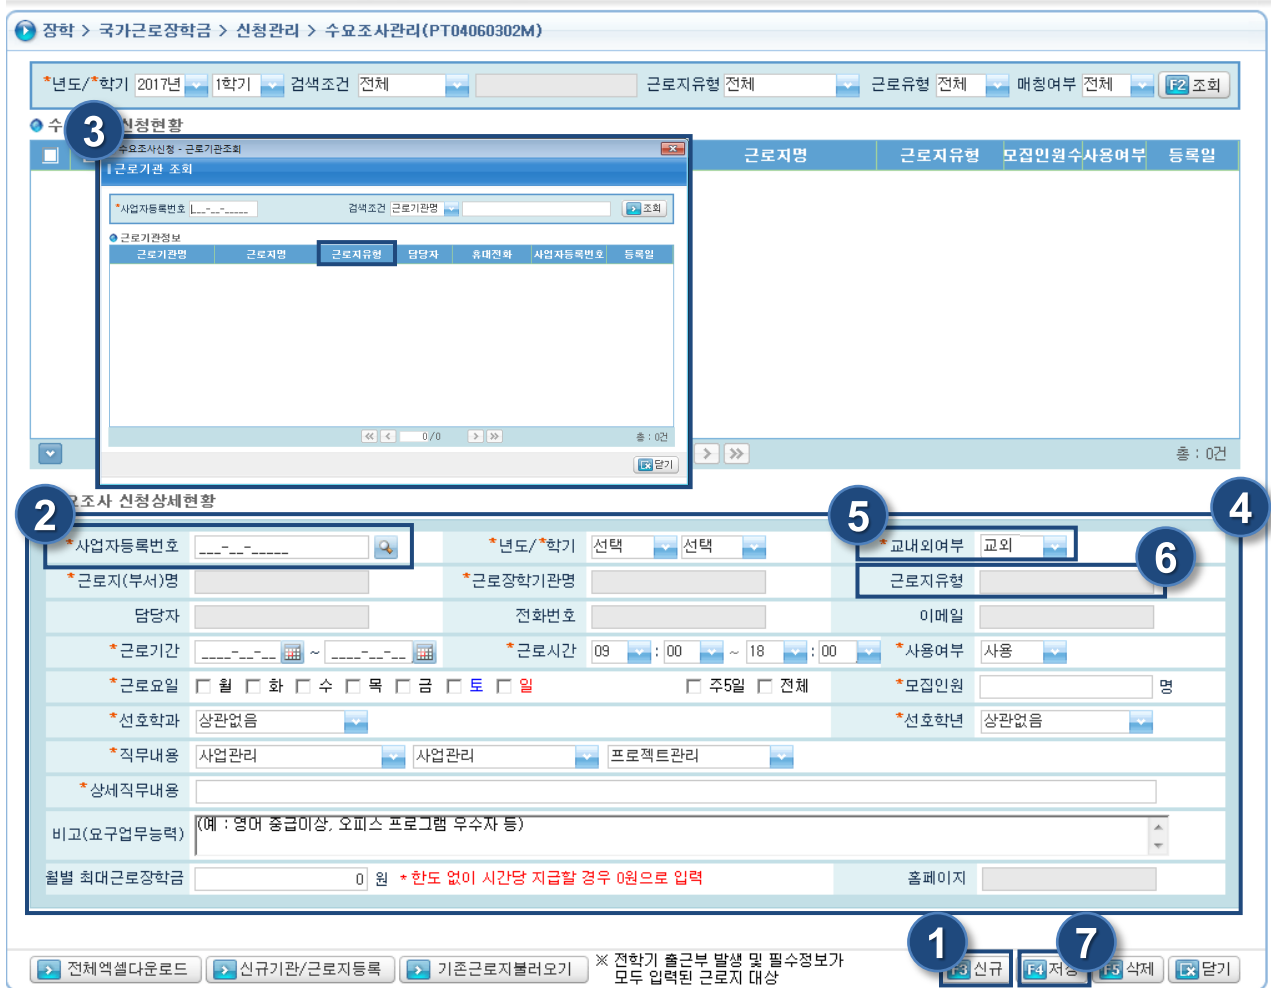 장학 > 국가근로장학금 > 신청관리 > 수요조사관리(PT04060302M)
*년도/*학기 2017년 1학기 검색조건 전체 근로지유형 전체 근로유형 전체 매칭여부 전체 F2 조회
수 3 신청현황
근로지명 근로지유형 모집인원수 사용여부 등록일
수요조사신청 - 근로기관조회
근로기관 조회
*사업자등록번호 ___-__-_____ 검색조건 근로기관명 조회
근로기관정보
근로기관명 근로지명 근로지유형 담당자 휴대전화 사업자등록번호 등록일
0/0 총 : 0건
닫기
총 : 0건
요조사 신청상세현황
2 5 4
*사업자등록번호 ___-__-_____ *년도/*학기 선택 선택 *교내외여부 교외
6
*근로지(부서)명 *근로장학기관명 근로지유형
담당자 전화번호 이메일
*근로기간 ____-__-__ ~ ____-__-__ *근로시간 09 : 00 ~ 18 : 00 *사용여부 사용
*근로요일 월 화 수 목 금 토 일 주5일 전체 *모집인원 명
*선호학과 상관없음 *선호학년 상관없음
*직무내용 사업관리 사업관리 프로젝트관리
*상세직무내용
비고(요구업무능력) (예 : 영어 중급이상, 오피스 프로그램 우수자 등)
월별 최대근로장학금 0 원 *한도 없이 시간당 지급할 경우 0원으로 입력 홈페이지
1 7
전체엑셀다운로드 신규기관/근로지등록 기존근로지불러오기 ※ 전학기 출근부 발생 및 필수정보가
모두 입력된 근로지 대상
F3 신규 F4 저장 F5 삭제 닫기